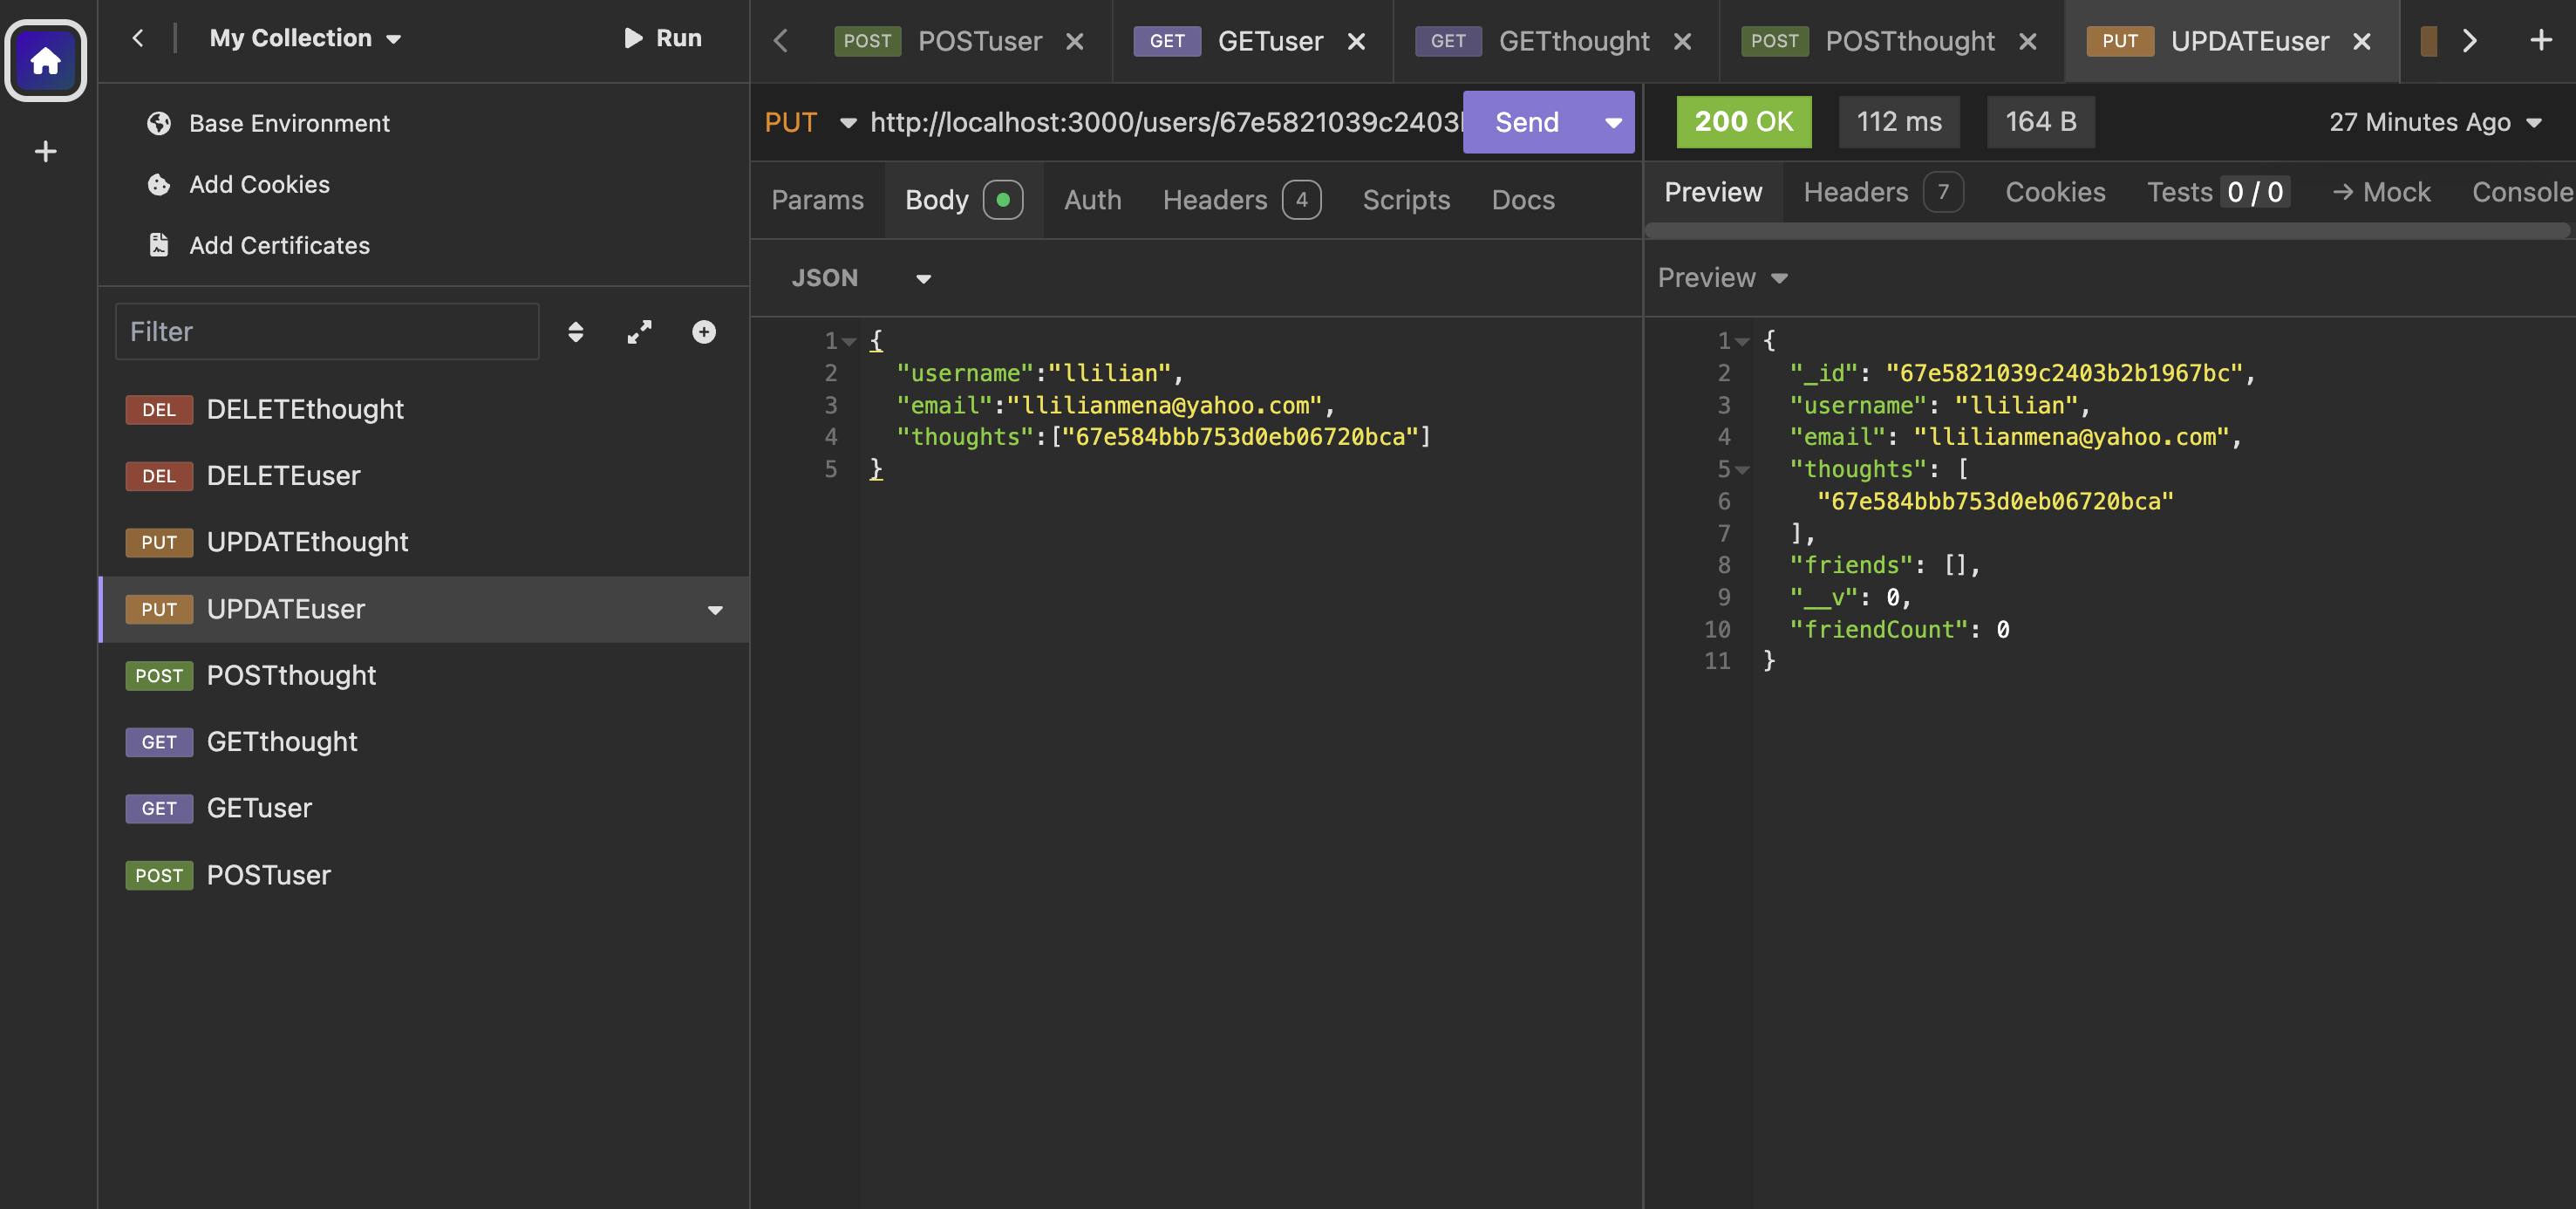 My Collection
Run
Base Environment
Add Cookies
Add Certificates
Filter
DEL DELETEthought
DEL DELETEuser
PUT UPDATEthought
PUT UPDATEuser
POST POSTthought
GET GETthought
GET GETuser
POST POSTuser
POST POSTuser
GET GETuser
GET GETthought
POST POSTthought
PUT UPDATEuser
PUT http://localhost:3000/users/67e5821039c2403 Send
Params Body Auth Headers 4 Scripts Docs
JSON
1 {
2 "username":"llilian",
3 "email":"llilianmena@yahoo.com",
4 "thoughts":["67e584bbb753d0eb06720bca"]
5 }
200 OK 112 ms 164 B 27 Minutes Ago
Preview Headers 7 Cookies Tests 0 / 0 → Mock Console
Preview
1 {
2 "_id": "67e5821039c2403b2b1967bc",
3 "username": "llilian",
4 "email": "llilianmena@yahoo.com",
5 "thoughts": [
6 "67e584bbb753d0eb06720bca"
7 ],
8 "friends": [],
9 "__v": 0,
10 "friendCount": 0
11 }